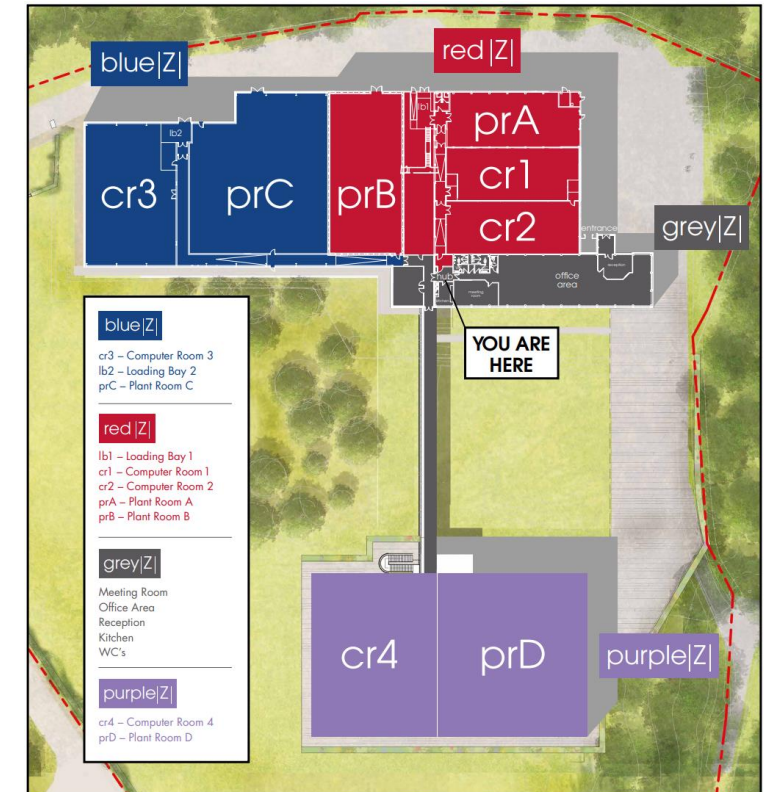 blue|Z|
red |Z|
lb2
lb1
prA
cr3
prC
prB
cr1
cr2
entrance
grey|Z|
reception
hub
office
area
meeting
room
YOU ARE
HERE
blue|Z|
cr3 – Computer Room 3
lb2 – Loading Bay 2
prC – Plant Room C
red |Z|
lb1 – Loading Bay 1
cr1 – Computer Room 1
cr2 – Computer Room 2
prA – Plant Room A
prB – Plant Room B
grey|Z|
Meeting Room
Office Area
Reception
Kitchen
WC's
purple|Z|
cr4 – Computer Room 4
prD – Plant Room D
cr4
prD
purple|Z|